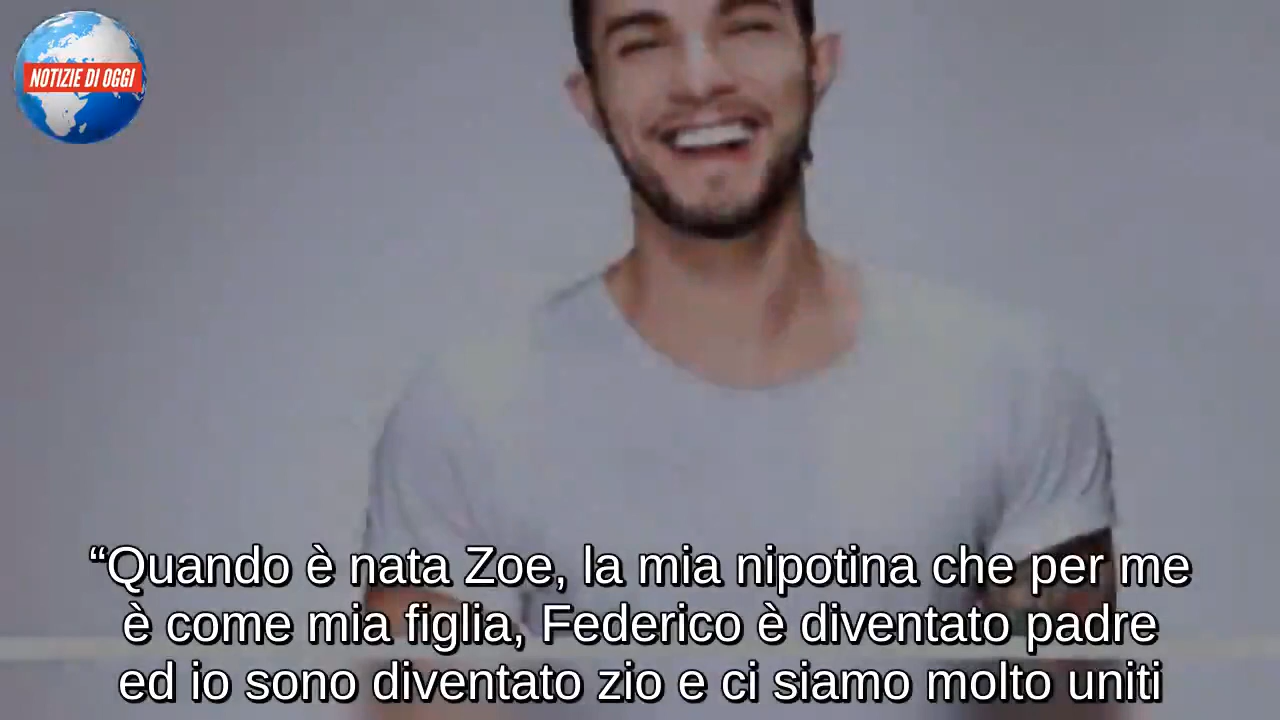 NOTIZIE DI OGGI
“Quando è nata Zoe, la mia nipotina che per me
è come mia figlia, Federico è diventato padre
ed io sono diventato zio e ci siamo molto uniti